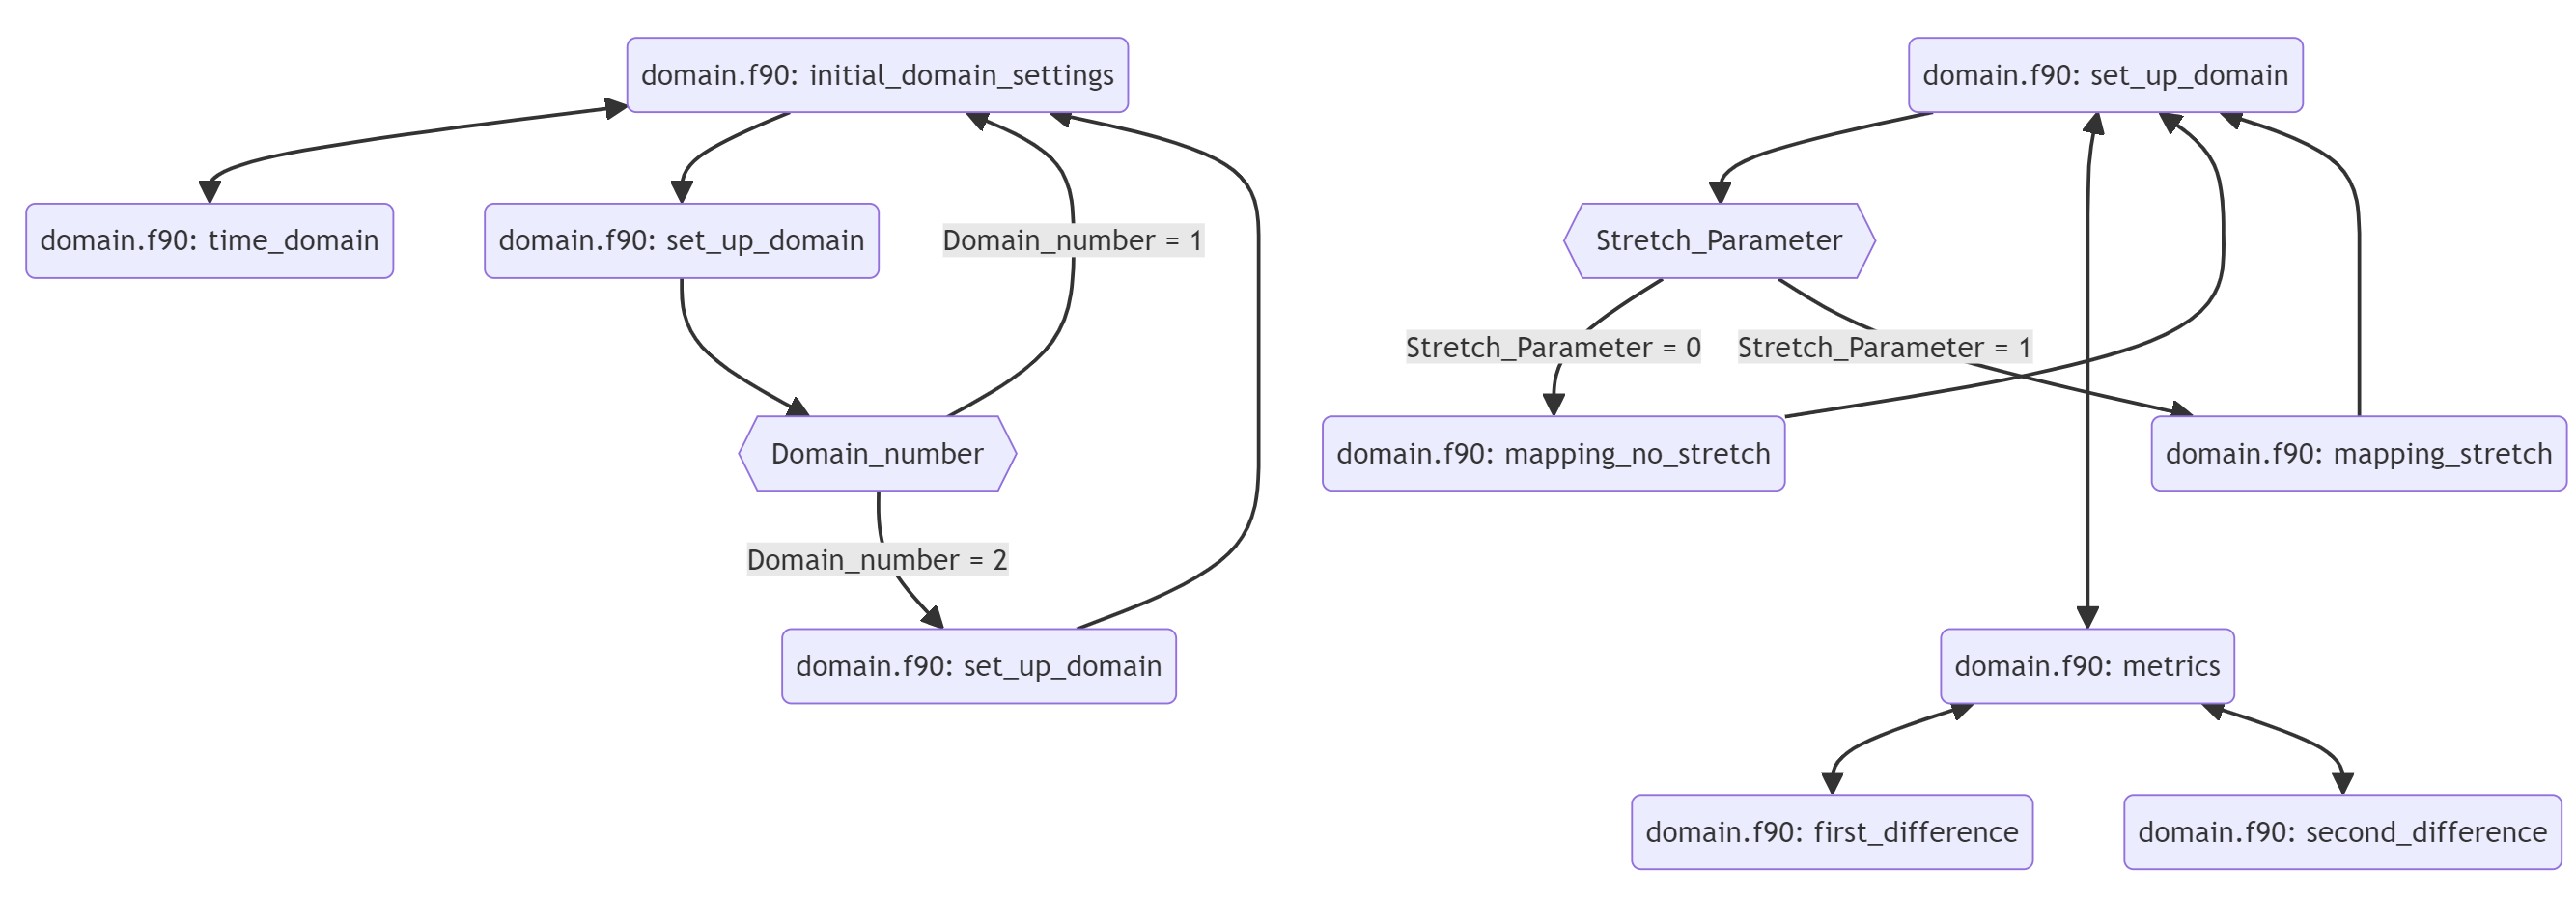 domain.f90: initial_domain_settings
domain.f90: set_up_domain
domain.f90: time_domain
domain.f90: set_up_domain
Domain_number = 1
Stretch_Parameter
Stretch_Parameter = 0
Stretch_Parameter = 1
Domain_number
domain.f90: mapping_no_stretch
domain.f90: mapping_stretch
Domain_number = 2
domain.f90: set_up_domain
domain.f90: metrics
domain.f90: first_difference
domain.f90: second_difference